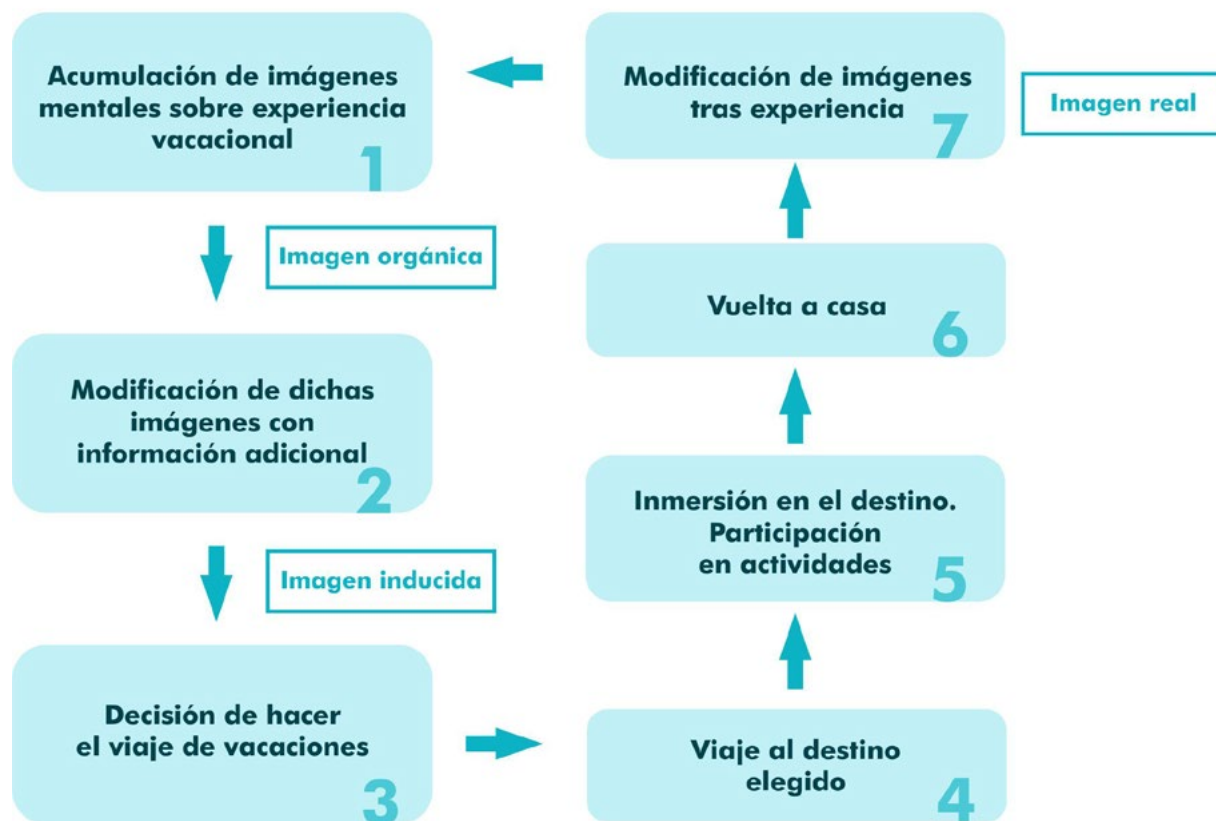 Acumulación de imágenes
mentales sobre experiencia
vacacional
1
Imagen orgánica
Modificación de dichas
imágenes con
información adicional
2
Imagen inducida
Decisión de hacer
el viaje de vacaciones
3
Viaje al destino
elegido
4
Inmersión en el destino.
Participación
en actividades
5
Vuelta a casa
6
Modificación de imágenes
tras experiencia
7
Imagen real